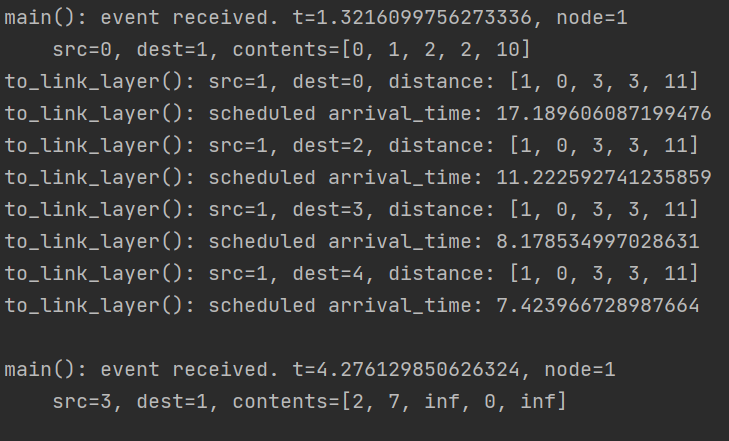 main(): event received. t=1.3216099756273336, node=1
    src=0, dest=1, contents=[0, 1, 2, 2, 10]
to_link_layer(): src=1, dest=0, distance: [1, 0, 3, 3, 11]
to_link_layer(): scheduled arrival_time: 17.189606087199476
to_link_layer(): src=1, dest=2, distance: [1, 0, 3, 3, 11]
to_link_layer(): scheduled arrival_time: 11.222592741235859
to_link_layer(): src=1, dest=3, distance: [1, 0, 3, 3, 11]
to_link_layer(): scheduled arrival_time: 8.178534997028631
to_link_layer(): src=1, dest=4, distance: [1, 0, 3, 3, 11]
to_link_layer(): scheduled arrival_time: 7.423966728987664

main(): event received. t=4.276129850626324, node=1
    src=3, dest=1, contents=[2, 7, inf, 0, inf]